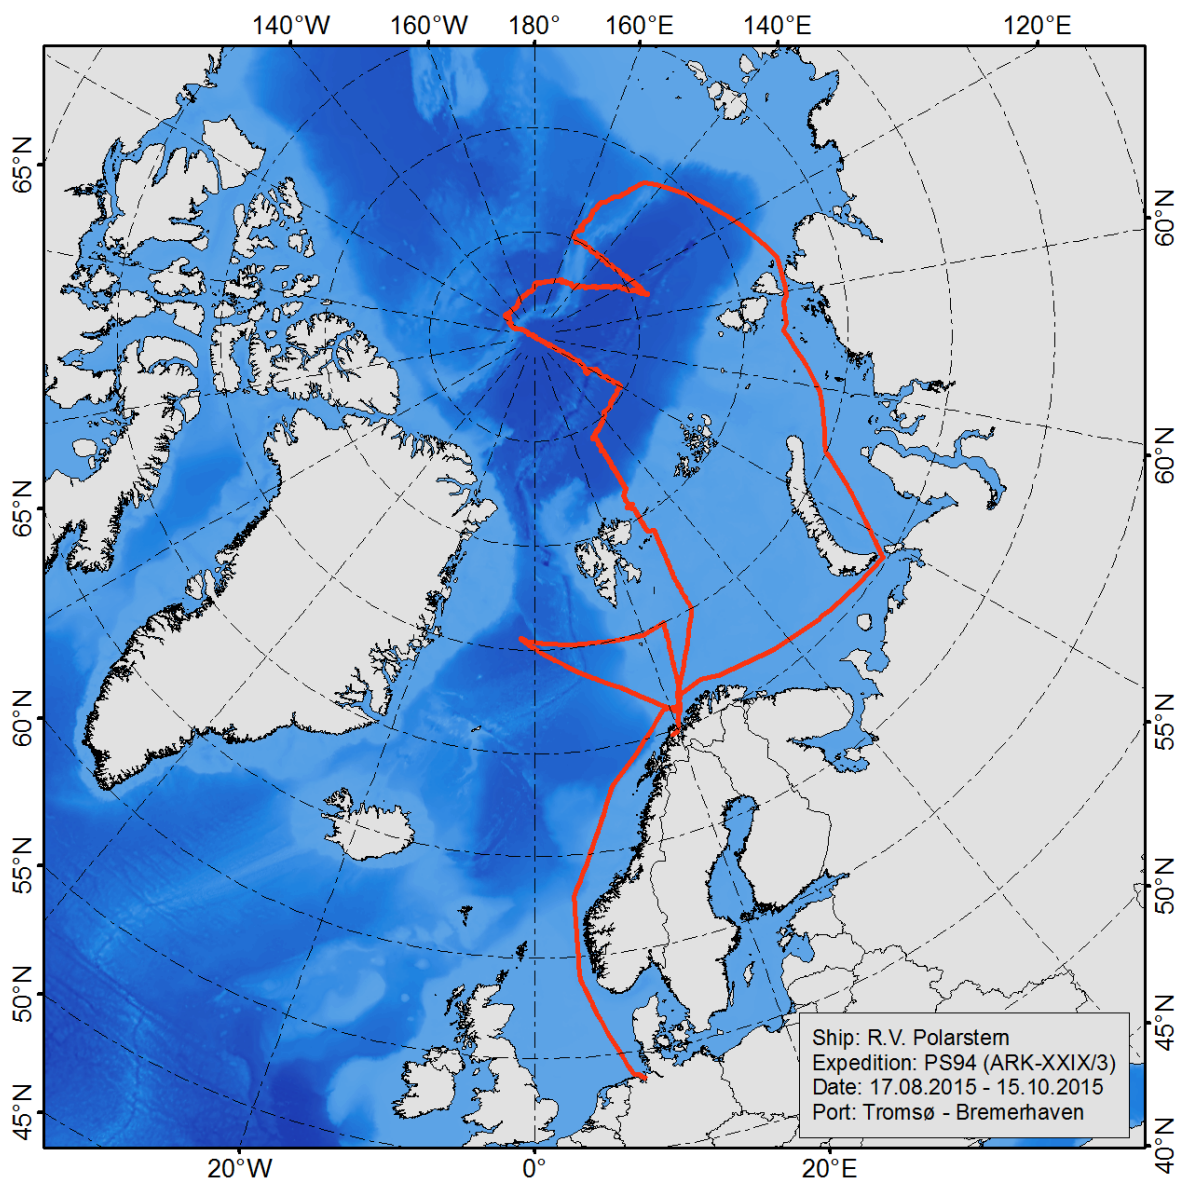 140°W 160°W 180° 160°E 140°E 120°E
65°N
60°N
65°N
60°N
60°N
55°N
55°N
50°N
50°N
45°N
45°N
40°N
Ship: R.V. Polarstern
Expedition: PS94 (ARK-XXIX/3)
Date: 17.08.2015 - 15.10.2015
Port: Tromsø - Bremerhaven
20°W 0° 20°E